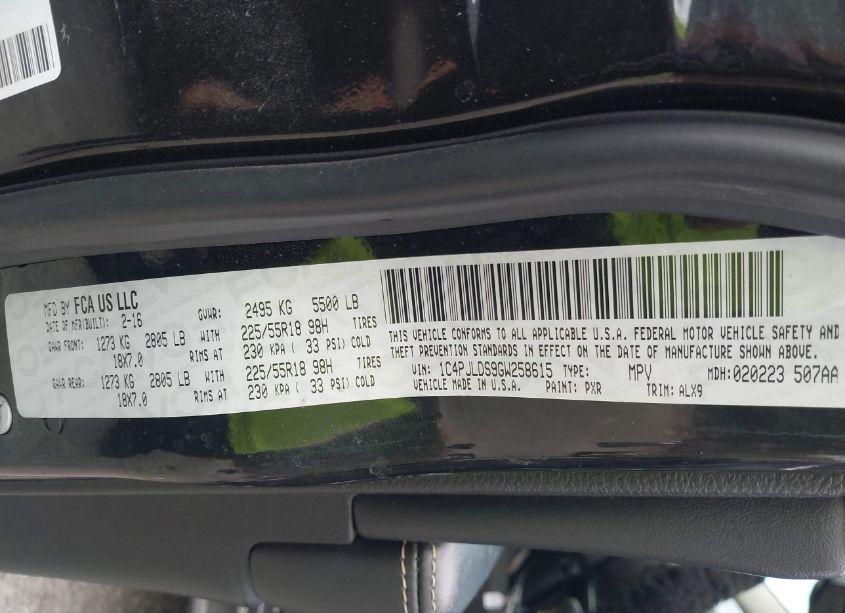 MFD BY FCA US LLC
DATE OF MFR(BUILT): 2-16
GVWR: 2495 KG 5500 LB
GAWR FRONT: 1273 KG 2805 LB WITH 225/55R18 98H TIRES
18X7.0 RIMS AT 230 KPA ( 33 PSI) COLD
GAWR REAR: 1273 KG 2805 LB WITH 225/55R18 98H TIRES
18X7.0 RIMS AT 230 KPA ( 33 PSI) COLD
THIS VEHICLE CONFORMS TO ALL APPLICABLE U.S.A. FEDERAL MOTOR VEHICLE SAFETY AND
THEFT PREVENTION STANDARDS IN EFFECT ON THE DATE OF MANUFACTURE SHOWN ABOVE.
VIN: 1C4PJLDS9GW258615 TYPE: MPV MDH:020223 507AA
VEHICLE MADE IN U.S.A. PAINT: PXR TRIM: ALX9